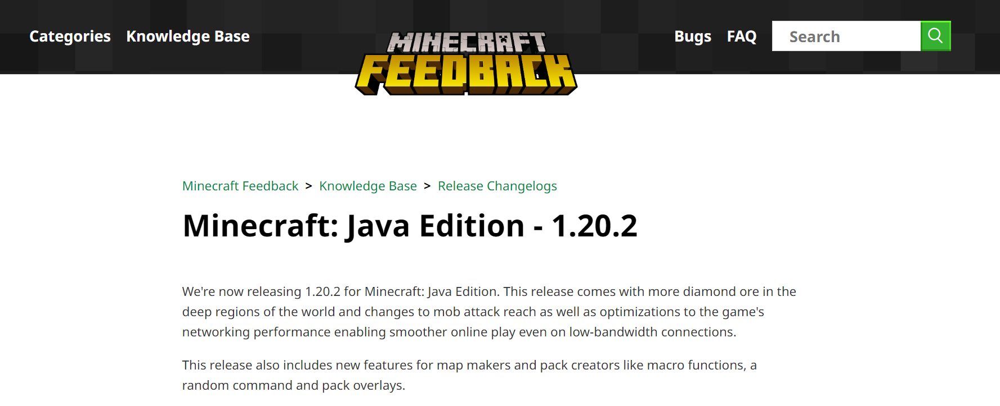 Categories Knowledge Base
MINECRAFT
FEEDBACK
Bugs FAQ Search
Minecraft Feedback > Knowledge Base > Release Changelogs
Minecraft: Java Edition - 1.20.2
We're now releasing 1.20.2 for Minecraft: Java Edition. This release comes with more diamond ore in the
deep regions of the world and changes to mob attack reach as well as optimizations to the game's
networking performance enabling smoother online play even on low-bandwidth connections.
This release also includes new features for map makers and pack creators like macro functions, a
random command and pack overlays.